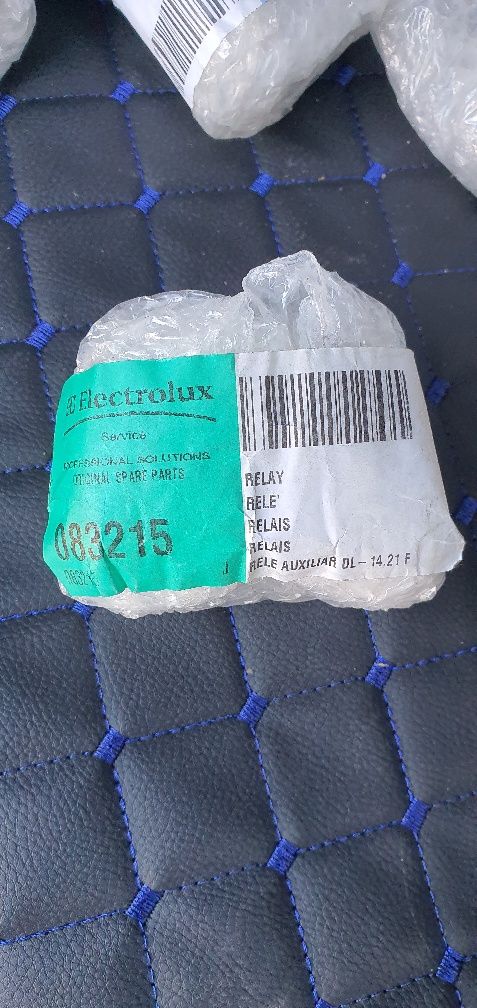 Electrolux
Service
PROFESSIONAL SOLUTIONS
ORIGINAL SPARE PARTS
083215
J
RELAY
RELE'
RELAIS
RELAIS
RELE AUXILIAR DL-14.21 F